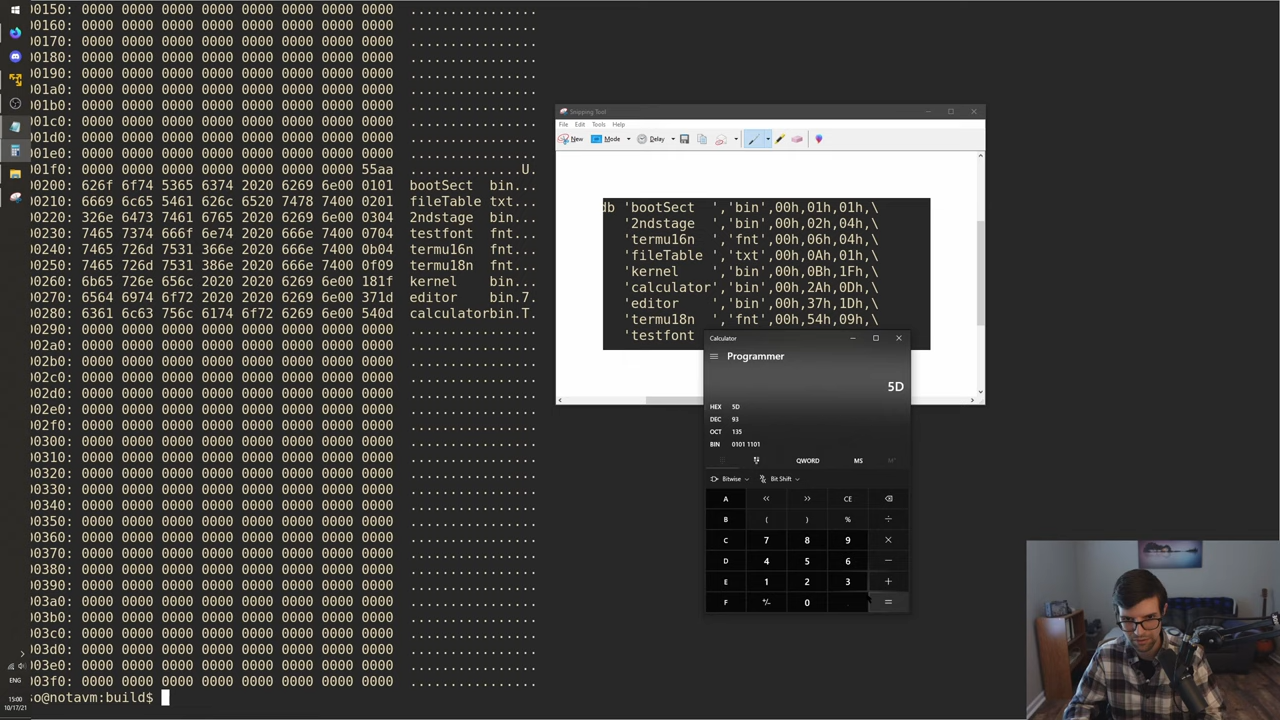 00150: 0000 0000 0000 0000 0000 0000 0000 0000 ................
00160: 0000 0000 0000 0000 0000 0000 0000 0000 ................
00170: 0000 0000 0000 0000 0000 0000 0000 0000 ................
00180: 0000 0000 0000 0000 0000 0000 0000 0000 ................
00190: 0000 0000 0000 0000 0000 0000 0000 0000 ................
001a0: 0000 0000 0000 0000 0000 0000 0000 0000 ................
001b0: 0000 0000 0000 0000 0000 0000 0000 0000 ................
001c0: 0000 0000 0000 0000 0000 0000 0000 0000 ................
001d0: 0000 0000 0000 0000 0000 0000 0000 0000 ................
001e0: 0000 0000 0000 0000 0000 0000 0000 0000 ................
001f0: 0000 0000 0000 0000 0000 0000 0000 55aa ..............U.
00200: 626f 6f74 5365 6374 2020 6269 6e00 0101 bootSect  bin...
00210: 6669 6c65 5461 626c 6520 7478 7400 0201 fileTable txt...
00220: 326e 6473 7461 6765 2020 6269 6e00 0304 2ndstage  bin...
00230: 7465 7374 666f 6e74 2020 666e 7400 0704 testfont  fnt...
00240: 7465 726d 7531 366e 2020 666e 7400 0b04 termu16n  fnt...
00250: 7465 726d 7531 386e 2020 666e 7400 0f09 termu18n  fnt...
00260: 6b65 726e 656c 2020 2020 6269 6e00 181f kernel    bin...
00270: 6564 6974 6f72 2020 2020 6269 6e00 371d editor    bin.7.
00280: 6361 6c63 756c 6174 6f72 6269 6e00 540d calculatorbin.T.
00290: 0000 0000 0000 0000 0000 0000 0000 0000 ................
002a0: 0000 0000 0000 0000 0000 0000 0000 0000 ................
002b0: 0000 0000 0000 0000 0000 0000 0000 0000 ................
002c0: 0000 0000 0000 0000 0000 0000 0000 0000 ................
002d0: 0000 0000 0000 0000 0000 0000 0000 0000 ................
002e0: 0000 0000 0000 0000 0000 0000 0000 0000 ................
002f0: 0000 0000 0000 0000 0000 0000 0000 0000 ................
00300: 0000 0000 0000 0000 0000 0000 0000 0000 ................
00310: 0000 0000 0000 0000 0000 0000 0000 0000 ................
00320: 0000 0000 0000 0000 0000 0000 0000 0000 ................
00330: 0000 0000 0000 0000 0000 0000 0000 0000 ................
00340: 0000 0000 0000 0000 0000 0000 0000 0000 ................
00350: 0000 0000 0000 0000 0000 0000 0000 0000 ................
00360: 0000 0000 0000 0000 0000 0000 0000 0000 ................
00370: 0000 0000 0000 0000 0000 0000 0000 0000 ................
00380: 0000 0000 0000 0000 0000 0000 0000 0000 ................
00390: 0000 0000 0000 0000 0000 0000 0000 0000 ................
003a0: 0000 0000 0000 0000 0000 0000 0000 0000 ................
003b0: 0000 0000 0000 0000 0000 0000 0000 0000 ................
003c0: 0000 0000 0000 0000 0000 0000 0000 0000 ................
003d0: 0000 0000 0000 0000 0000 0000 0000 0000 ................
003e0: 0000 0000 0000 0000 0000 0000 0000 0000 ................
003f0: 0000 0000 0000 0000 0000 0000 0000 0000 ................
so@notavm:build$
ENG
15:00
10/17/21
Snipping Tool
File Edit Tools Help
New Mode Delay
db 'bootSect  ','bin',00h,01h,01h,\
'2ndstage  ','bin',00h,02h,04h,\
'termu16n  ','fnt',00h,06h,04h,\
'fileTable ','txt',00h,0Ah,01h,\
'kernel    ','bin',00h,0Bh,1Fh,\
'calculator','bin',00h,2Ah,0Dh,\
'editor    ','bin',00h,37h,1Dh,\
'termu18n  ','fnt',00h,54h,09h,\
'testfont
Calculator
Programmer
5D
HEX 5D
DEC 93
OCT 135
BIN 0101 1101
QWORD MS
Bitwise Bit Shift
A << >> CE
B ( ) % ÷
C 7 8 9 ×
D 4 5 6 −
E 1 2 3 +
F +/- 0 . =